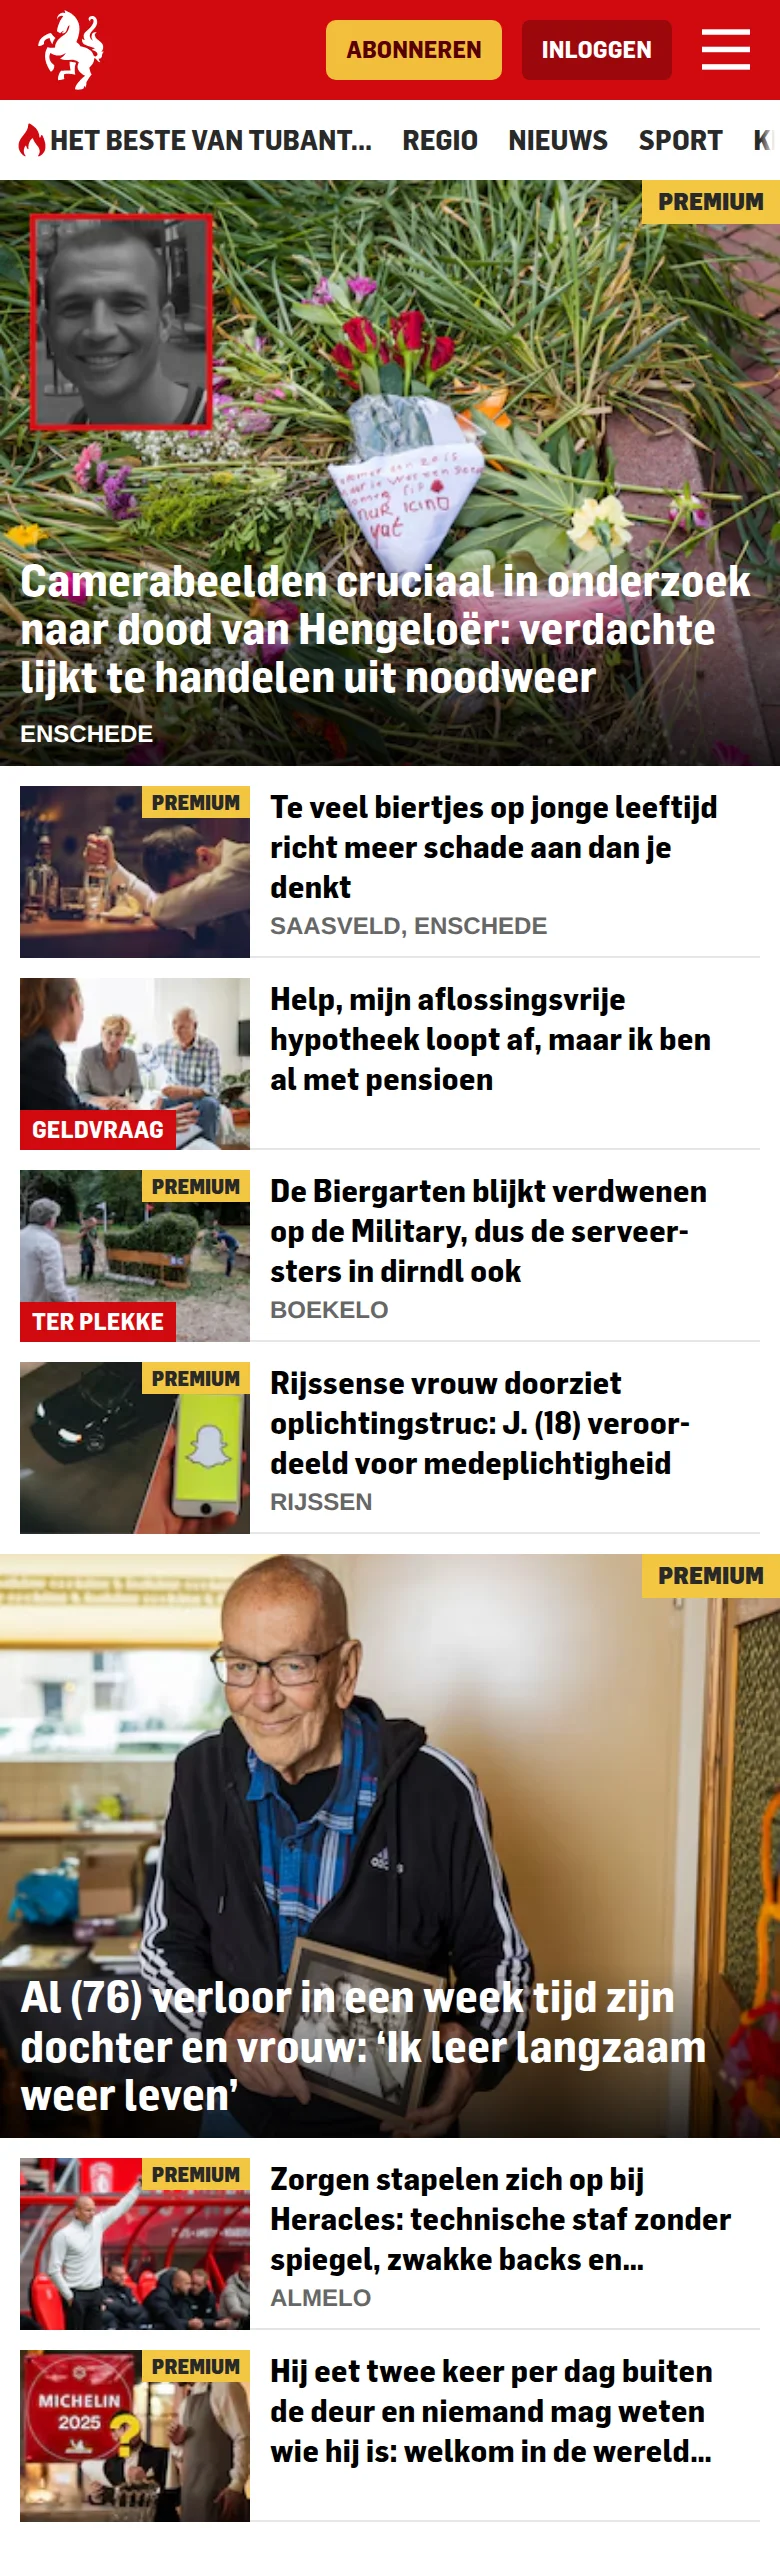 ABONNEREN
INLOGGEN
HET BESTE VAN TUBANT...
REGIO
NIEUWS
SPORT
PREMIUM
NUR KIND
Camerabeelden cruciaal in onderzoek
naar dood van Hengeloër: verdachte
lijkt te handelen uit noodweer
ENSCHEDE
PREMIUM
Te veel biertjes op jonge leeftijd
richt meer schade aan dan je
denkt
SAASVELD, ENSCHEDE
Help, mijn aflossingsvrije
hypotheek loopt af, maar ik ben
al met pensioen
GELDVRAAG
PREMIUM
De Biergarten blijkt verdwenen
op de Military, dus de serveer-
sters in dirndl ook
BOEKELO
TER PLEKKE
PREMIUM
Rijssense vrouw doorziet
oplichtingstruc: J. (18) veroor-
deeld voor medeplichtigheid
RIJSSEN
PREMIUM
adidas
Al (76) verloor in een week tijd zijn
dochter en vrouw: ‘Ik leer langzaam
weer leven’
PREMIUM
Zorgen stapelen zich op bij
Heracles: technische staf zonder
spiegel, zwakke backs en...
ALMELO
PREMIUM
MICHELIN
2025
?
Hij eet twee keer per dag buiten
de deur en niemand mag weten
wie hij is: welkom in de wereld...